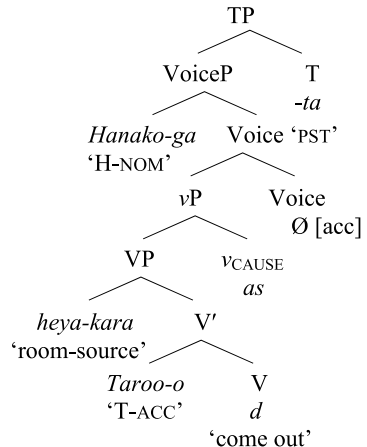 TP
VoiceP T
-ta
Hanako-ga Voice ‘PST’
‘H-NOM’
vP Voice
Ø [acc]
VP vCAUSE
as
heya-kara V′
‘room-source’
Taroo-o V
‘T-ACC’ d
‘come out’